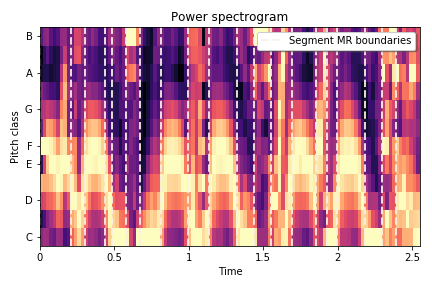 Power spectrogram
Segment MR boundaries
Pitch class
B
A
G
F
E
D
C
0
0.5
1
1.5
2
2.5
Time